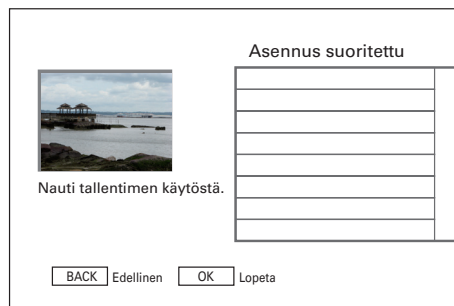 Asennus suoritettu
Nauti tallentimen käytöstä.
BACK Edellinen OK Lopeta